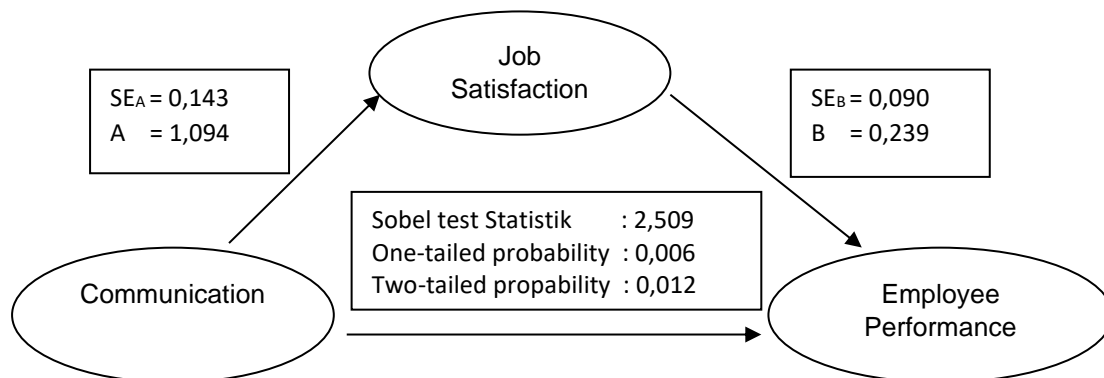 Job
Satisfaction
SEA = 0,143
A = 1,094
SEB = 0,090
B = 0,239
Sobel test Statistik : 2,509
One-tailed probability : 0,006
Two-tailed propability : 0,012
Communication
Employee
Performance